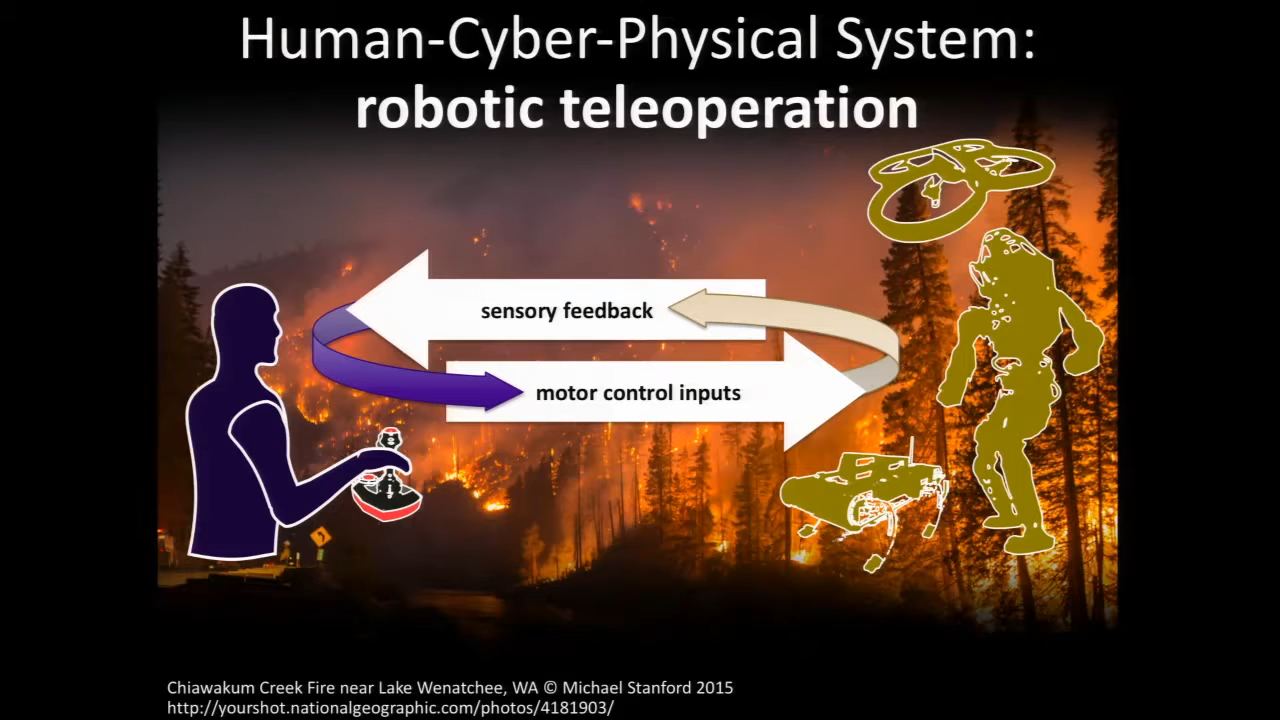 Human-Cyber-Physical System:
robotic teleoperation
sensory feedback
motor control inputs
Chiawakum Creek Fire near Lake Wenatchee, WA © Michael Stanford 2015
http://yourshot.nationalgeographic.com/photos/4181903/